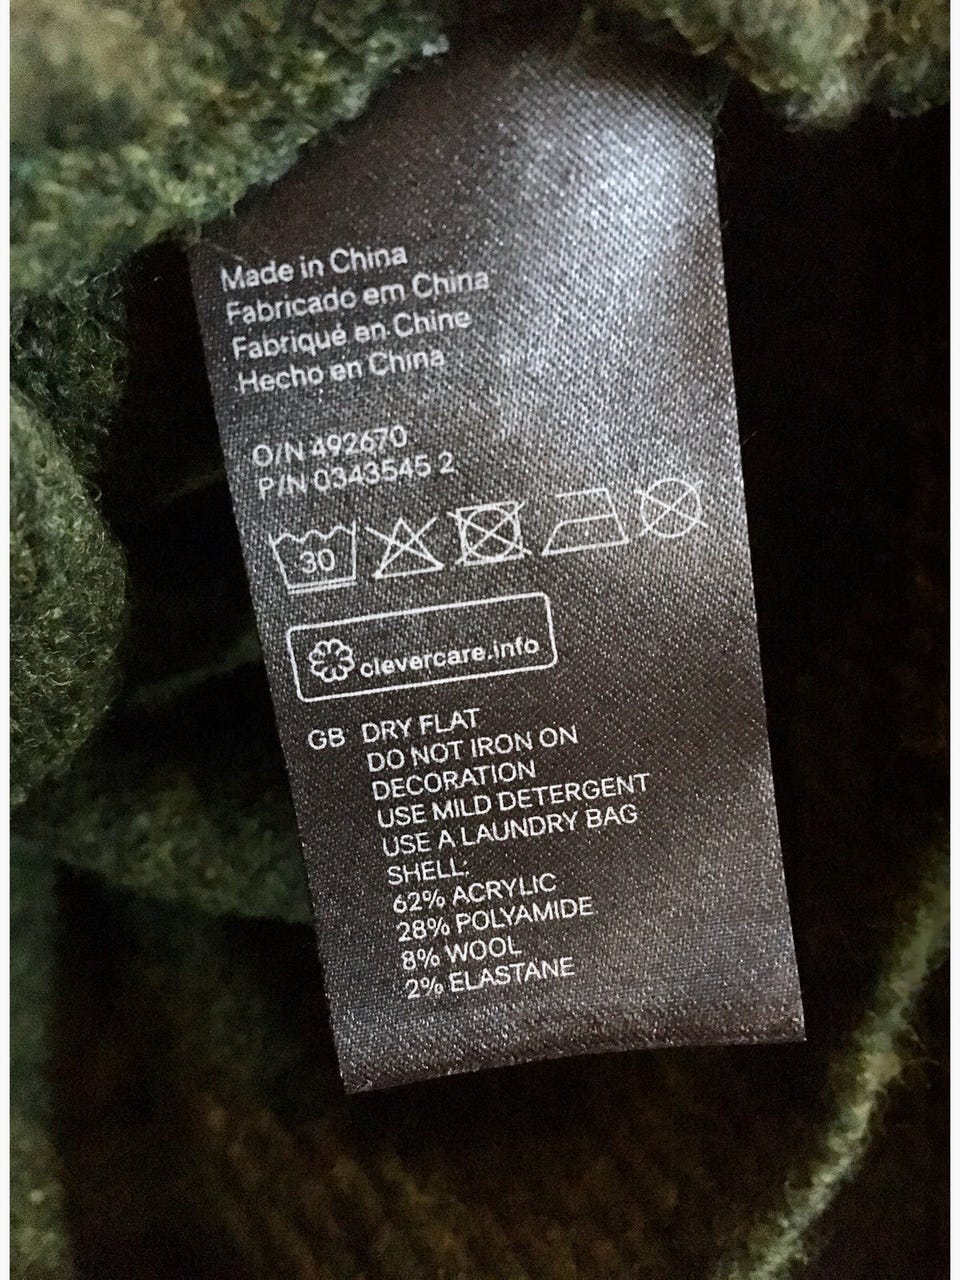 Made in China
Fabricado em China
Fabriqué en Chine
Hecho en China
O/N 492670
P/N 0343545 2
30
clevercare.info
GB DRY FLAT
DO NOT IRON ON
DECORATION
USE MILD DETERGENT
USE A LAUNDRY BAG
SHELL:
62% ACRYLIC
28% POLYAMIDE
8% WOOL
2% ELASTANE